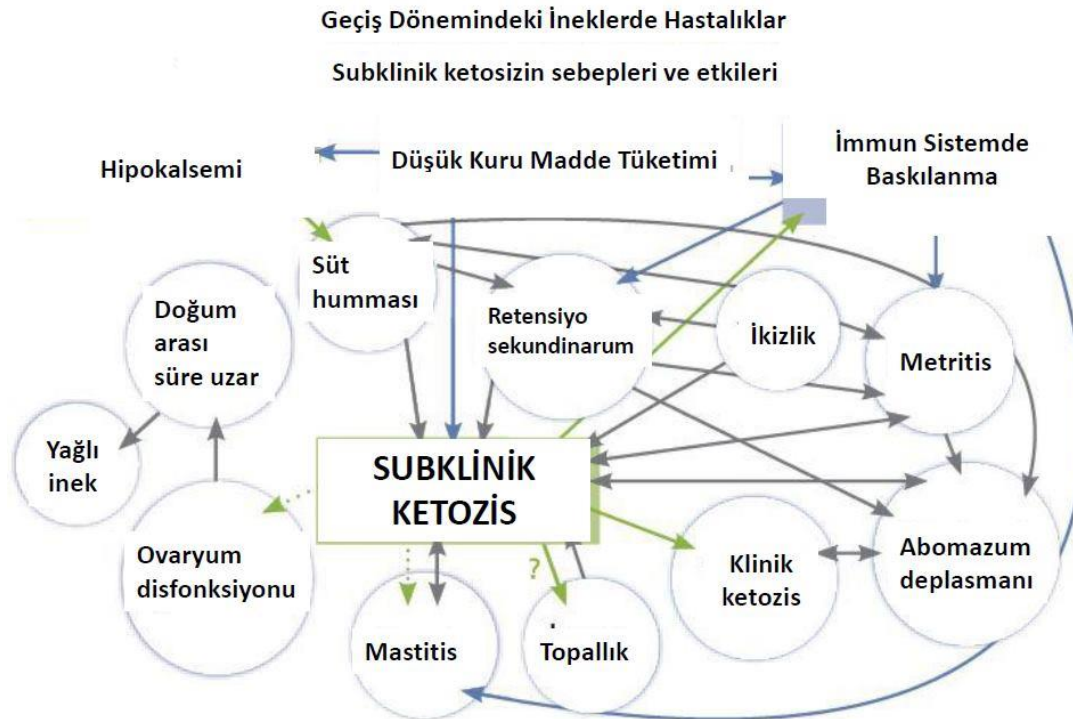 Geçiş Dönemindeki İneklerde Hastalıklar
Subklinik ketosizin sebepleri ve etkileri
Hipokalsemi
Düşük Kuru Madde Tüketimi
İmmun Sistemde
Baskılanma
Süt
humması
Doğum
arası
süre uzar
Retensiyo
sekundinarum
İkizlik
Metritis
Yağlı
inek
SUBKLİNİK
KETOZİS
Ovaryum
disfonksiyonu
?
Mastitis
Topallık
Klinik
ketozis
Abomazum
deplasmanı